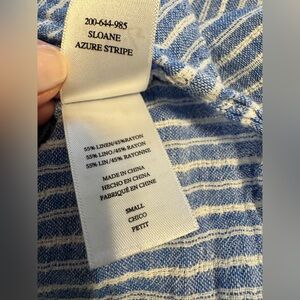 200-644-985
SLOANE
AZURE STRIPE
55% LINEN/45%RAYON
55% LINO/45% RAYON
55% LIN/45% RAYONNE
MADE IN CHINA
HECHO EN CHINA
FABRIQUÉ EN CHINE
SMALL
CHICO
PETIT